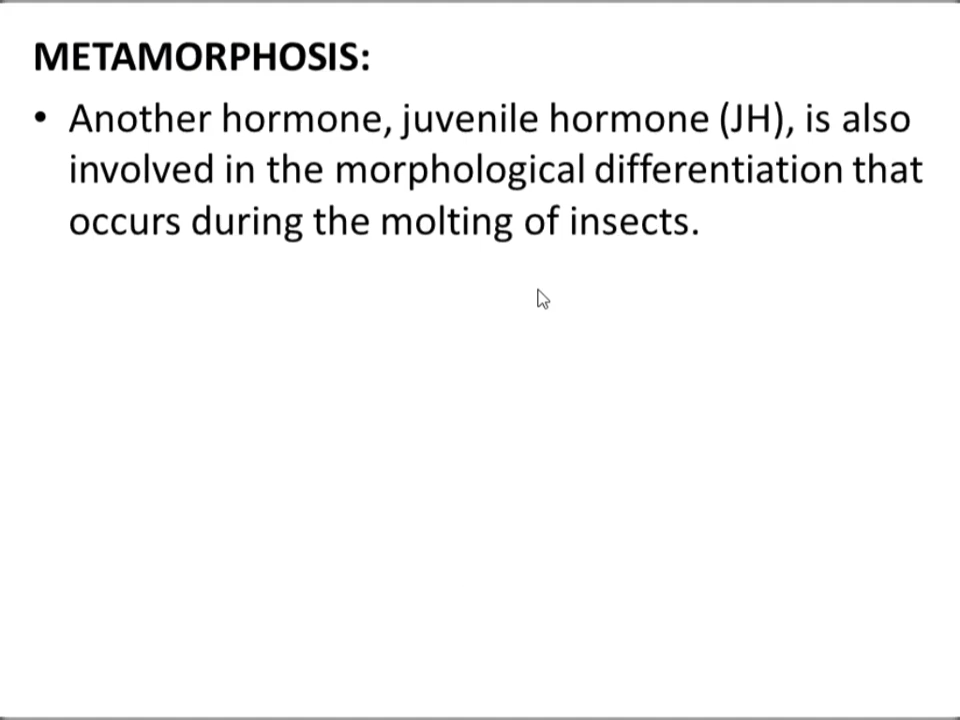 METAMORPHOSIS:
• Another hormone, juvenile hormone (JH), is also
involved in the morphological differentiation that
occurs during the molting of insects.